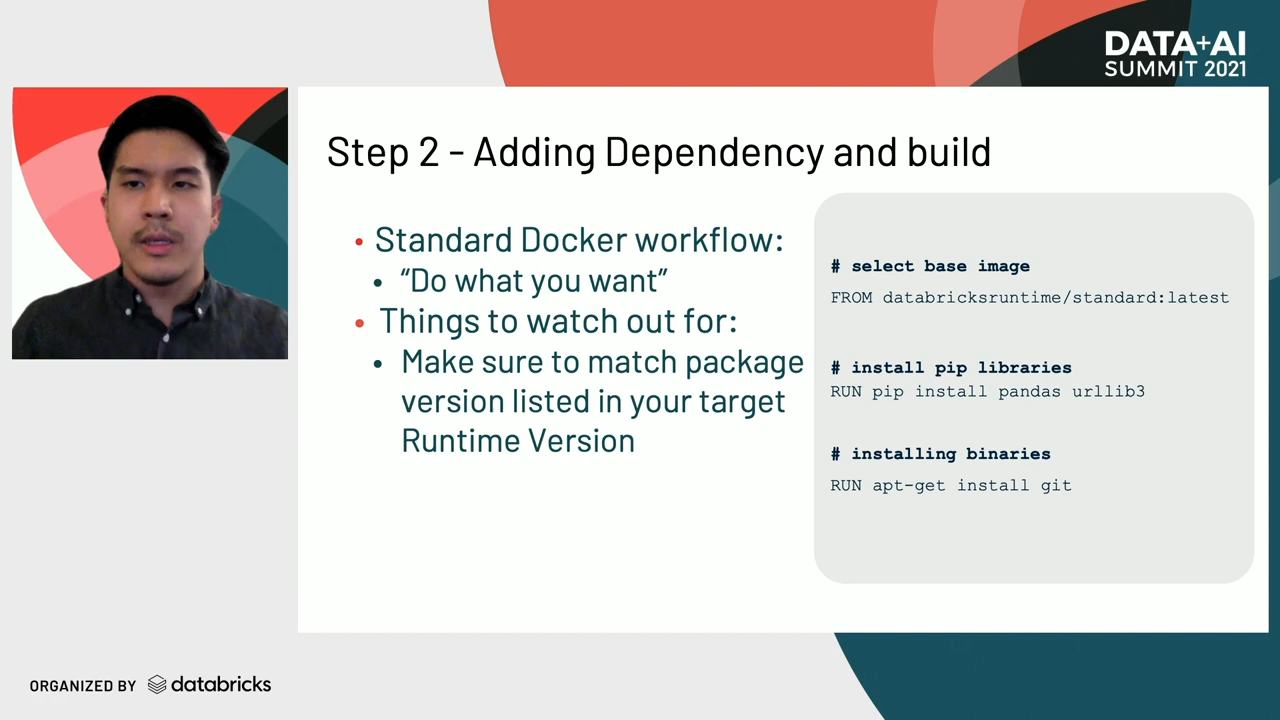 DATA+AI
SUMMIT 2021
Step 2 - Adding Dependency and build
• Standard Docker workflow:
• “Do what you want”
• Things to watch out for:
• Make sure to match package
version listed in your target
Runtime Version
# select base image
FROM databricksruntime/standard:latest
# install pip libraries
RUN pip install pandas urllib3
# installing binaries
RUN apt-get install git
ORGANIZED BY databricks